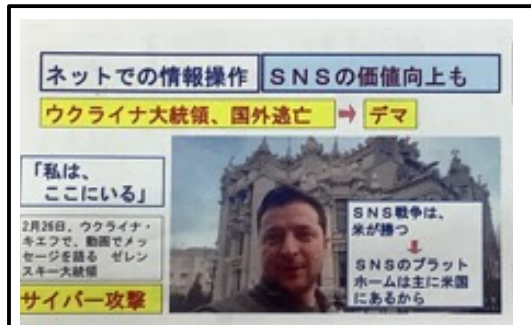 ネットでの情報操作 SNSの価値向上も
ウクライナ大統領、国外逃亡 ➡ デマ
「私は、
ここにいる」
2月26日、ウクライナ・
キエフで、動画でメッ
セージを語る ゼレン
スキー大統領
サイバー攻撃
SNS戦争は、
米が勝つ
⬇
SNSのプラット
ホームは主に米国
にあるから